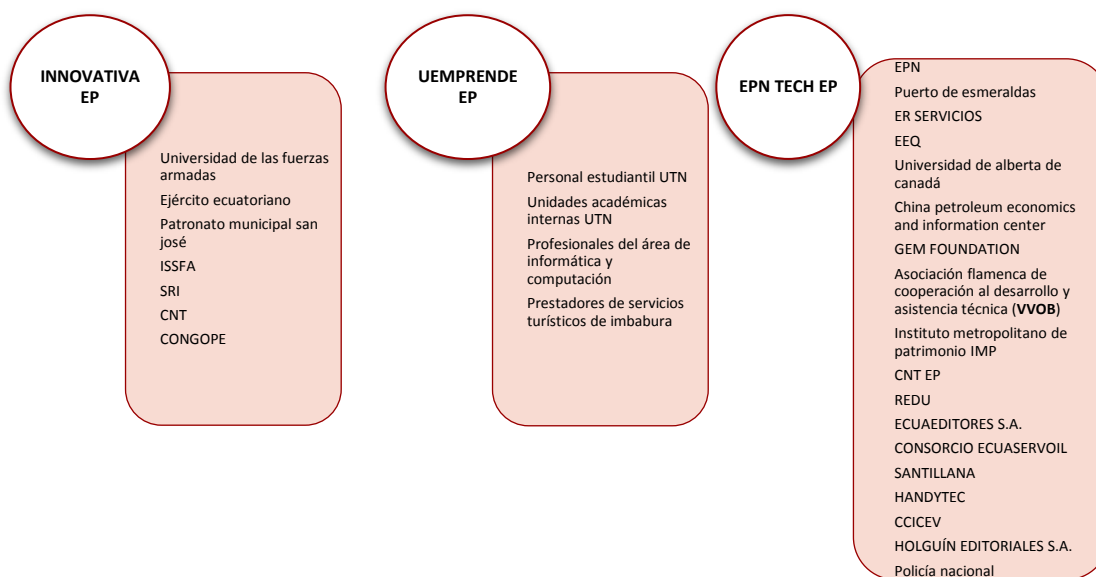 INNOVATIVA
EP
Universidad de las fuerzas
armadas
Ejército ecuatoriano
Patronato municipal san
josé
ISSFA
SRI
CNT
CONGOPE
UEMPRENDE
EP
Personal estudiantil UTN
Unidades académicas
internas UTN
Profesionales del área de
informática y
computación
Prestadores de servicios
turísticos de imbabura
EPN TECH EP
EPN
Puerto de esmeraldas
ER SERVICIOS
EEQ
Universidad de alberta de
canadá
China petroleum economics
and information center
GEM FOUNDATION
Asociación flamenca de
cooperación al desarrollo y
asistencia técnica (VVOB)
Instituto metropolitano de
patrimonio IMP
CNT EP
REDU
ECUAEDITORES S.A.
CONSORCIO ECUASERVOIL
SANTILLANA
HANDYTEC
CCICEV
HOLGUÍN EDITORIALES S.A.
Policía nacional